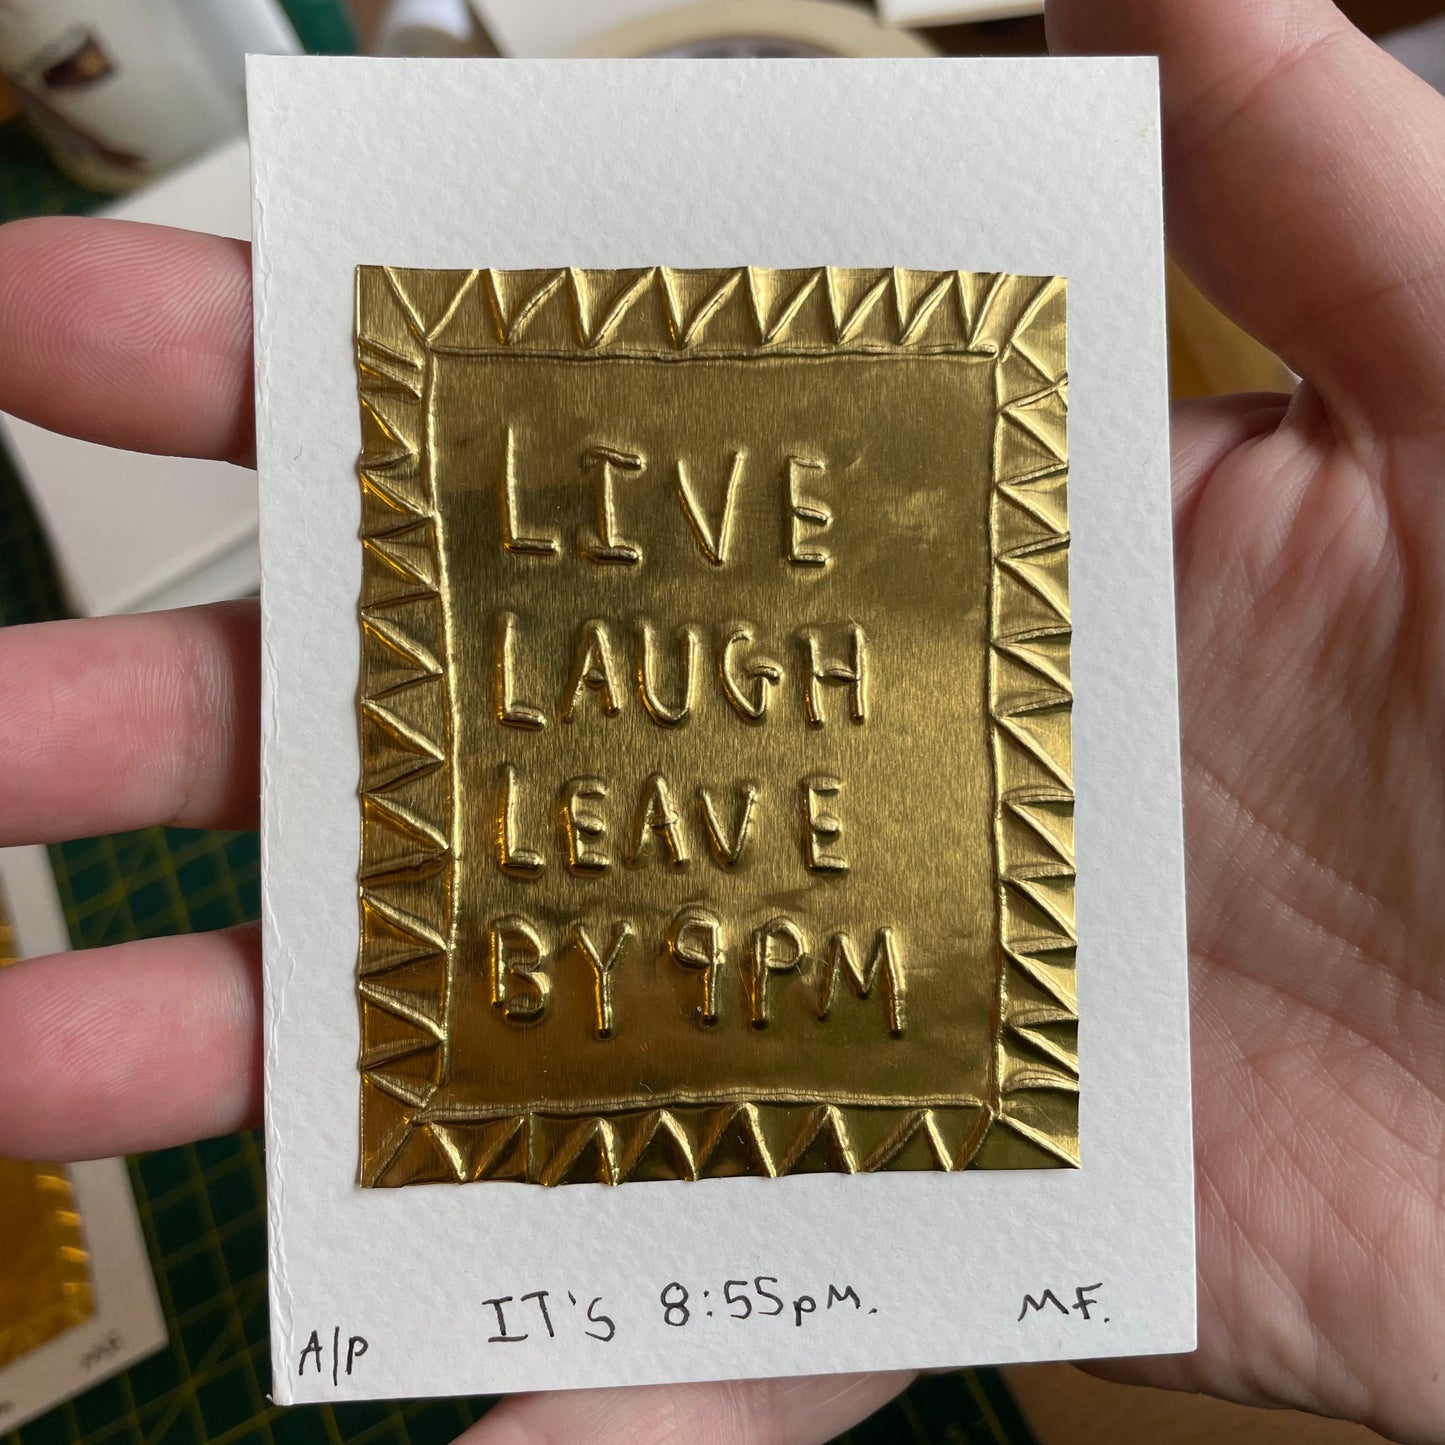 LIVE
LAUGH
LEAVE
BY 9PM
IT'S 8:55pM.
MF.
A/P